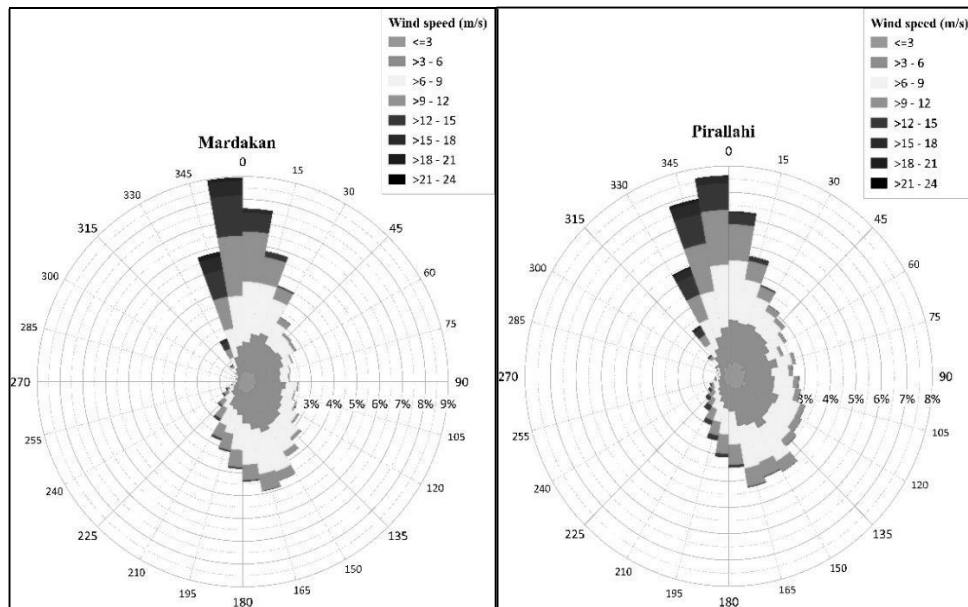 Wind speed (m/s)
<=3
>3 - 6
>6 - 9
>9 - 12
>12 - 15
>15 - 18
>18 - 21
>21 - 24
Mardakan
0
15
30
45
60
75
90
105
120
135
150
165
180
195
210
225
240
255
270
285
300
315
330
345
3% 4% 5% 6% 7% 8% 9%
Wind speed (m/s)
<=3
>3 - 6
>6 - 9
>9 - 12
>12 - 15
>15 - 18
>18 - 21
>21 - 24
Pirallahi
0
15
30
45
60
75
90
105
120
135
150
165
180
195
210
225
240
255
270
285
300
315
330
345
3% 4% 5% 6% 7% 8%